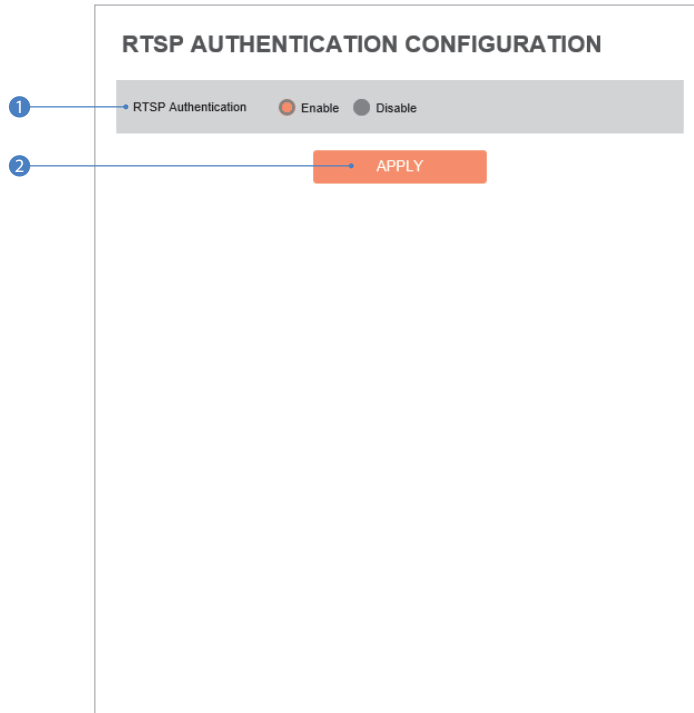 RTSP AUTHENTICATION CONFIGURATION
1 RTSP Authentication Enable Disable
2 APPLY